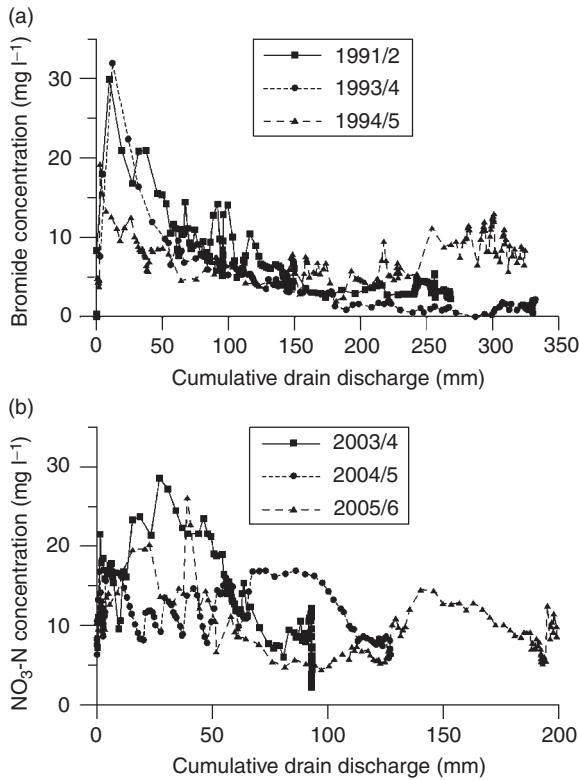 (a)
Bromide concentration (mg l⁻¹)
30
20
10
0
1991/2
1993/4
1994/5
0 50 100 150 200 250 300 350
Cumulative drain discharge (mm)
(b)
NO₃-N concentration (mg l⁻¹)
30
20
10
0
2003/4
2004/5
2005/6
0 50 100 150 200
Cumulative drain discharge (mm)